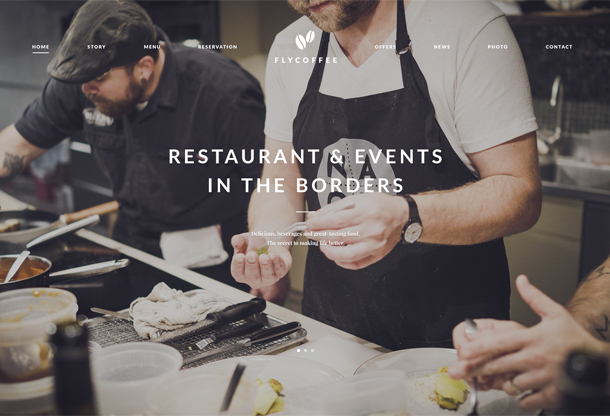 HOME
STORY
MENU
RESERVATION
FLYCOFFEE
OFFERS
NEWS
PHOTO
CONTACT
RESTAURANT & EVENTS
IN THE BORDERS
Delicious, beverages and great-tasting food.
The secret to making life better.